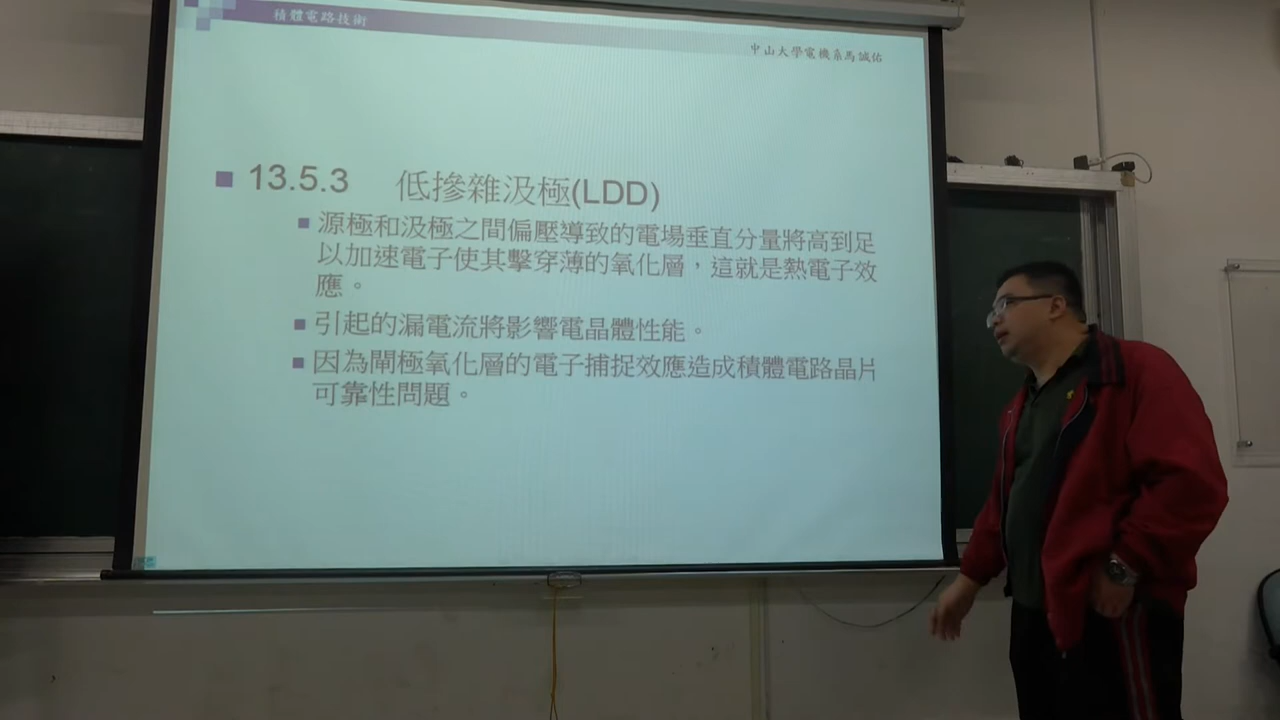 積體電路技術
中山大學電機系馬誠佑
13.5.3 低摻雜汲極(LDD)
源極和汲極之間偏壓導致的電場垂直分量將高到足
以加速電子使其擊穿薄的氧化層，這就是熱電子效
應。
引起的漏電流將影響電晶體性能。
因為閘極氧化層的電子捕捉效應造成積體電路晶片
可靠性問題。